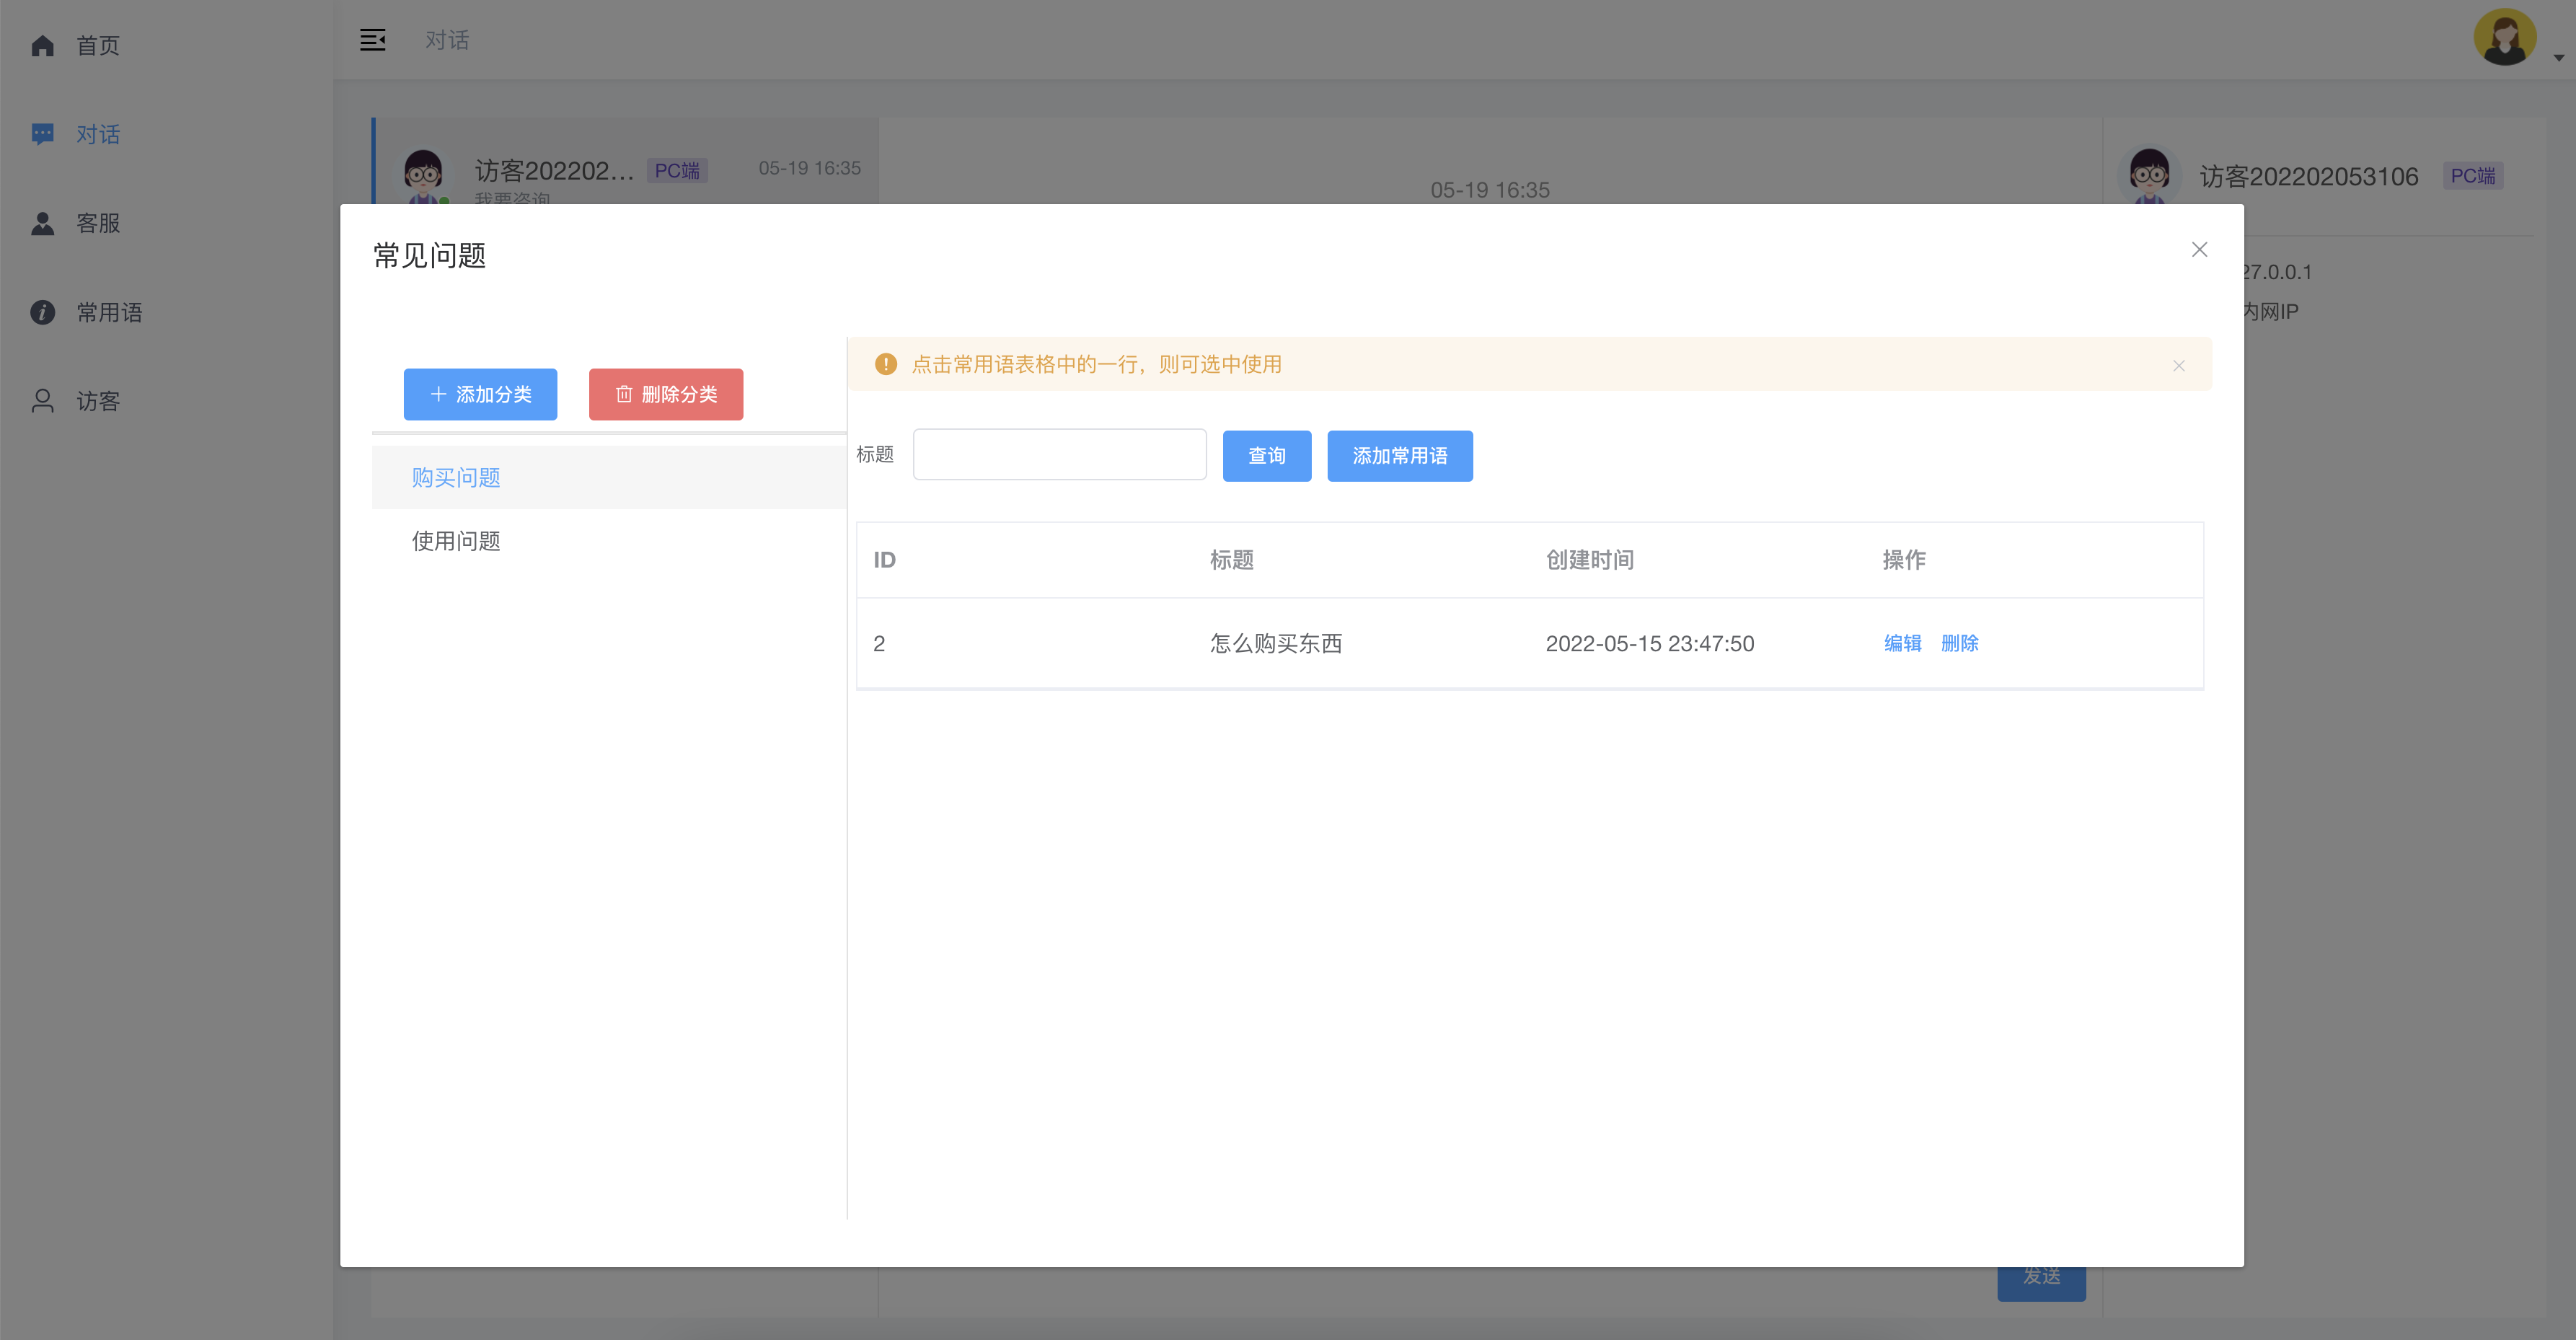 首页
对话
客服
常用语
访客
对话
访客202202... PC端 05-19 16:35
我要咨询
05-19 16:35
访客202202053106 PC端
27.0.0.1
内网IP
常见问题
添加分类 删除分类
购买问题
使用问题
点击常用语表格中的一行，则可选中使用
标题 查询 添加常用语
ID 标题 创建时间 操作
2 怎么购买东西 2022-05-15 23:47:50 编辑 删除
发送